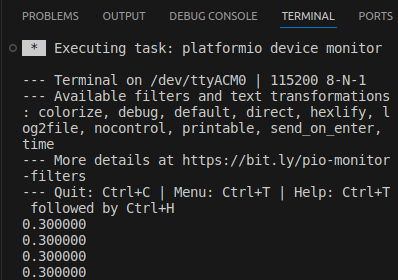 PROBLEMS OUTPUT DEBUG CONSOLE TERMINAL PORTS
* Executing task: platformio device monitor
--- Terminal on /dev/ttyACM0 | 115200 8-N-1
--- Available filters and text transformations
: colorize, debug, default, direct, hexlify, l
og2file, nocontrol, printable, send_on_enter,
time
--- More details at https://bit.ly/pio-monitor
-filters
--- Quit: Ctrl+C | Menu: Ctrl+T | Help: Ctrl+T
followed by Ctrl+H
0.300000
0.300000
0.300000
0.300000